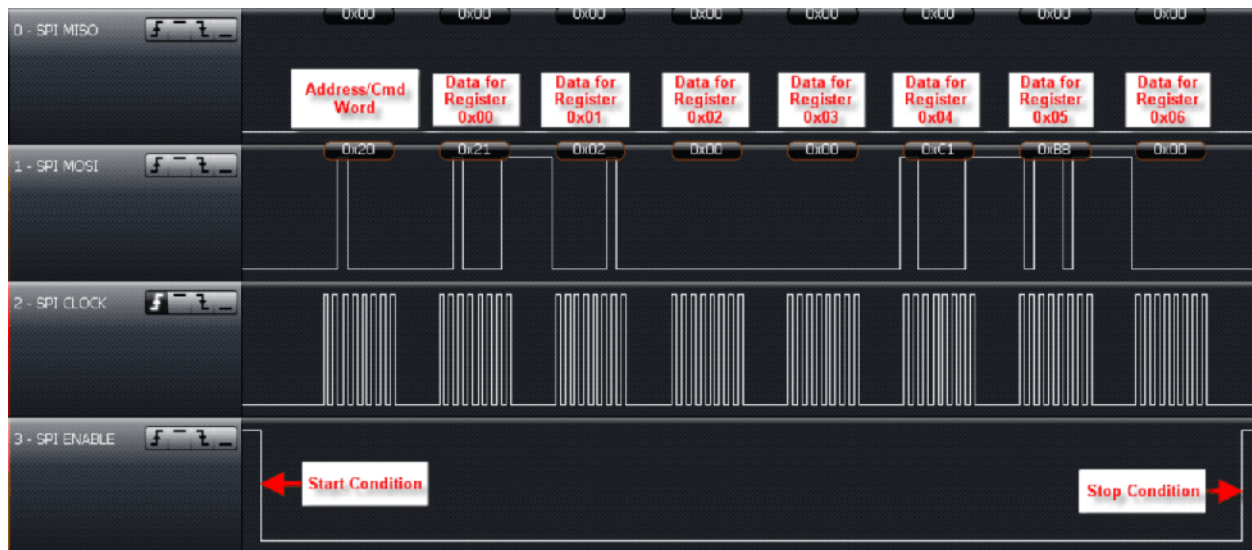 0x00 0x00 0x00 0x00 0x00 0x00 0x00 0x00
0 - SPI MISO
Address/Cmd
Word
Data for
Register
0x00
Data for
Register
0x01
Data for
Register
0x02
Data for
Register
0x03
Data for
Register
0x04
Data for
Register
0x05
Data for
Register
0x06
0x20 0x21 0x02 0x00 0x00 0xC1 0xBB 0x00
1 - SPI MOSI
2 - SPI CLOCK
3 - SPI ENABLE
Start Condition
Stop Condition